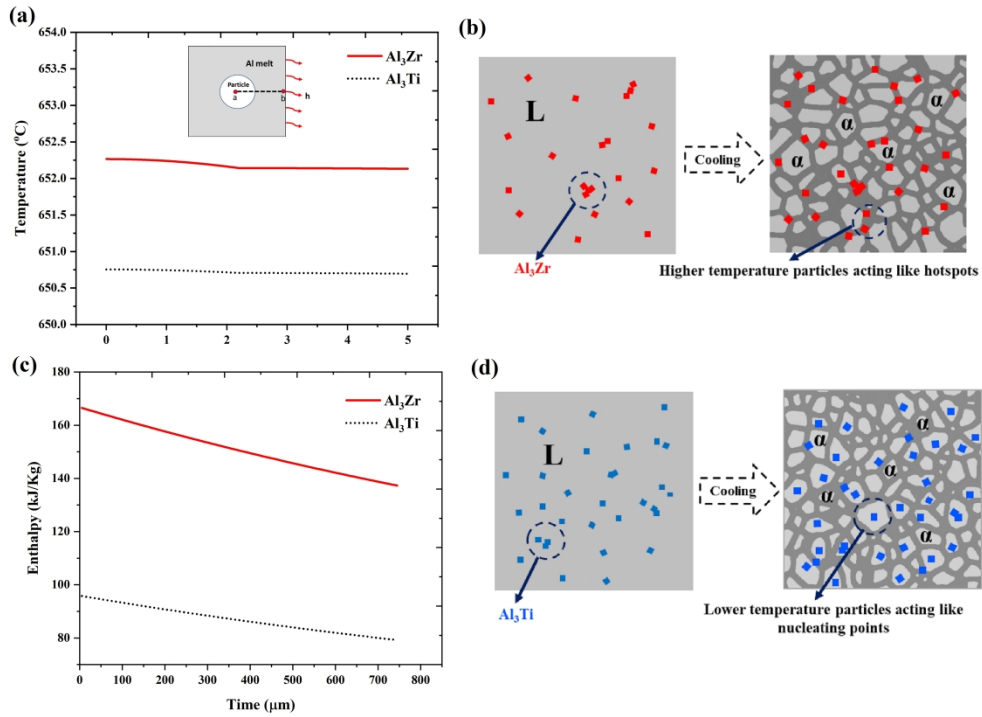 (a)
654.0
653.5
653.0
652.5
652.0
651.5
651.0
650.5
650.0
Temperature (ºC)
Al₃Zr
Al₃Ti
Al melt
Particle
a
b
h
0
1
2
3
4
5
(b)
L
Al₃Zr
Cooling
α
α
α
α
α
Higher temperature particles acting like hotspots
(c)
180
160
140
120
100
80
Enthalpy (kJ/Kg)
Al₃Zr
Al₃Ti
0
100
200
300
400
500
600
700
800
Time (μm)
(d)
L
Al₃Ti
Cooling
α
α
α
α
α
Lower temperature particles acting like
nucleating points